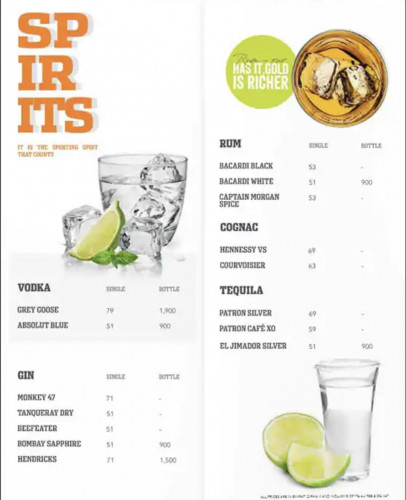 SP
IR
ITS
IT IS THE SPORTING SPIRIT
THAT COUNTS
VODKA SINGLE BOTTLE
GREY GOOSE 79 1,900
ABSOLUT BLUE 51 900
GIN SINGLE BOTTLE
MONKEY 47 71 -
TANQUERAY DRY 51 -
BEEFEATER 51 -
BOMBAY SAPPHIRE 51 900
HENDRICKS 71 1,500
HAS IT, GOLD
IS RICHER
RUM SINGLE BOTTLE
BACARDI BLACK 53 -
BACARDI WHITE 51 900
CAPTAIN MORGAN 53 -
SPICE
COGNAC
HENNESSY VS 69 -
COURVOISIER 63 -
TEQUILA
PATRON SILVER 69 -
PATRON CAFÉ XO 59 -
EL JIMADOR SILVER 51 900